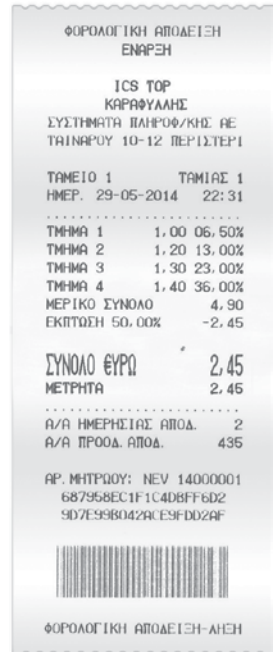 ΦΟΡΟΛΟΓΙΚΗ ΑΠΟΔΕΙΞΗ
ΕΝΑΡΞΗ
ICS TOP
ΚΑΡΑΦΥΛΛΗΣ
ΣΥΣΤΗΜΑΤΑ ΠΛΗΡΟΦ/ΚΗΣ ΑΕ
ΤΑΙΝΑΡΟΥ 10-12 ΠΕΡΙΣΤΕΡΙ
ΤΑΜΕΙΟ 1 ΤΑΜΙΑΣ 1
ΗΜΕΡ. 29-05-2014 22:31
ΤΜΗΜΑ 1 1,00 06,50%
ΤΜΗΜΑ 2 1,20 13,00%
ΤΜΗΜΑ 3 1,30 23,00%
ΤΜΗΜΑ 4 1,40 36,00%
ΜΕΡΙΚΟ ΣΥΝΟΛΟ 4,90
ΕΚΠΤΩΣΗ 50,00% -2,45
ΣΥΝΟΛΟ €ΥΡΩ 2,45
ΜΕΤΡΗΤΑ 2,45
Α/Α ΗΜΕΡΗΣΙΑΣ ΑΠΟΔ. 2
Α/Α ΠΡΟΟΔ. ΑΠΟΔ. 435
ΑΡ. ΜΗΤΡΩΟΥ: NEV 14000001
687958EC1F1C4DBFF6D2
9D7E99B042ACE9FDD2AF
ΦΟΡΟΛΟΓΙΚΗ ΑΠΟΔΕΙΞΗ-ΛΗΞΗ